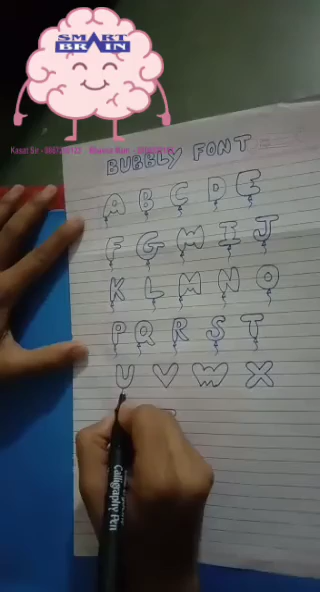 SMART
BRAIN
BUBBLY FONT
A B C D E
F G M I J
K L M N O
P Q R S T
U V W X
Calligraphy Pen